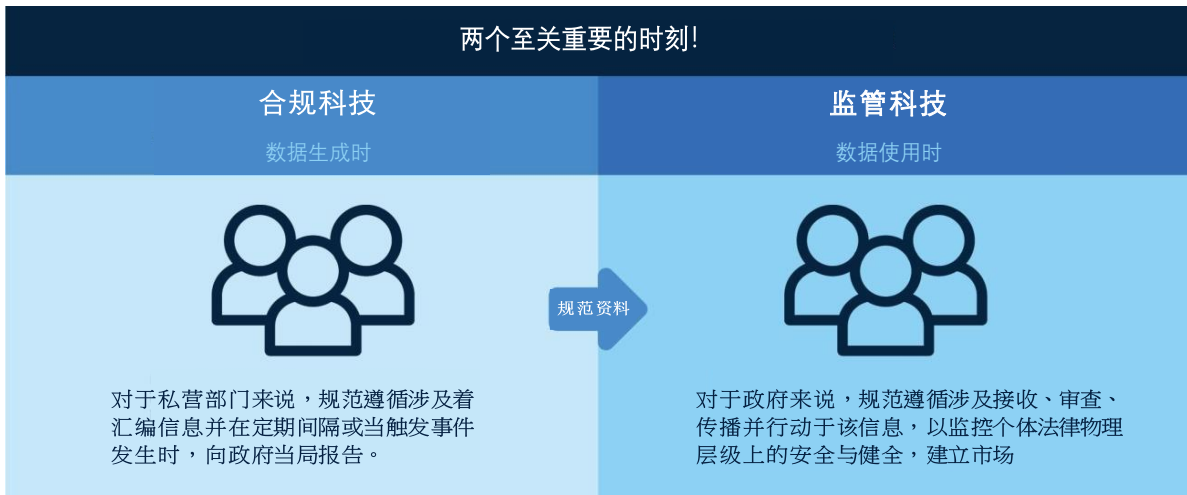 两个至关重要的时刻!
合规科技
数据生成时
监管科技
数据使用时
规范资料
对于私营部门来说，规范遵循涉及着
汇编信息并在定期间隔或当触发事件
发生时，向政府当局报告。
对于政府来说，规范遵循涉及接收、审查、
传播并行动于该信息，以监控个体法律物理
层级上的安全与健全，建立市场